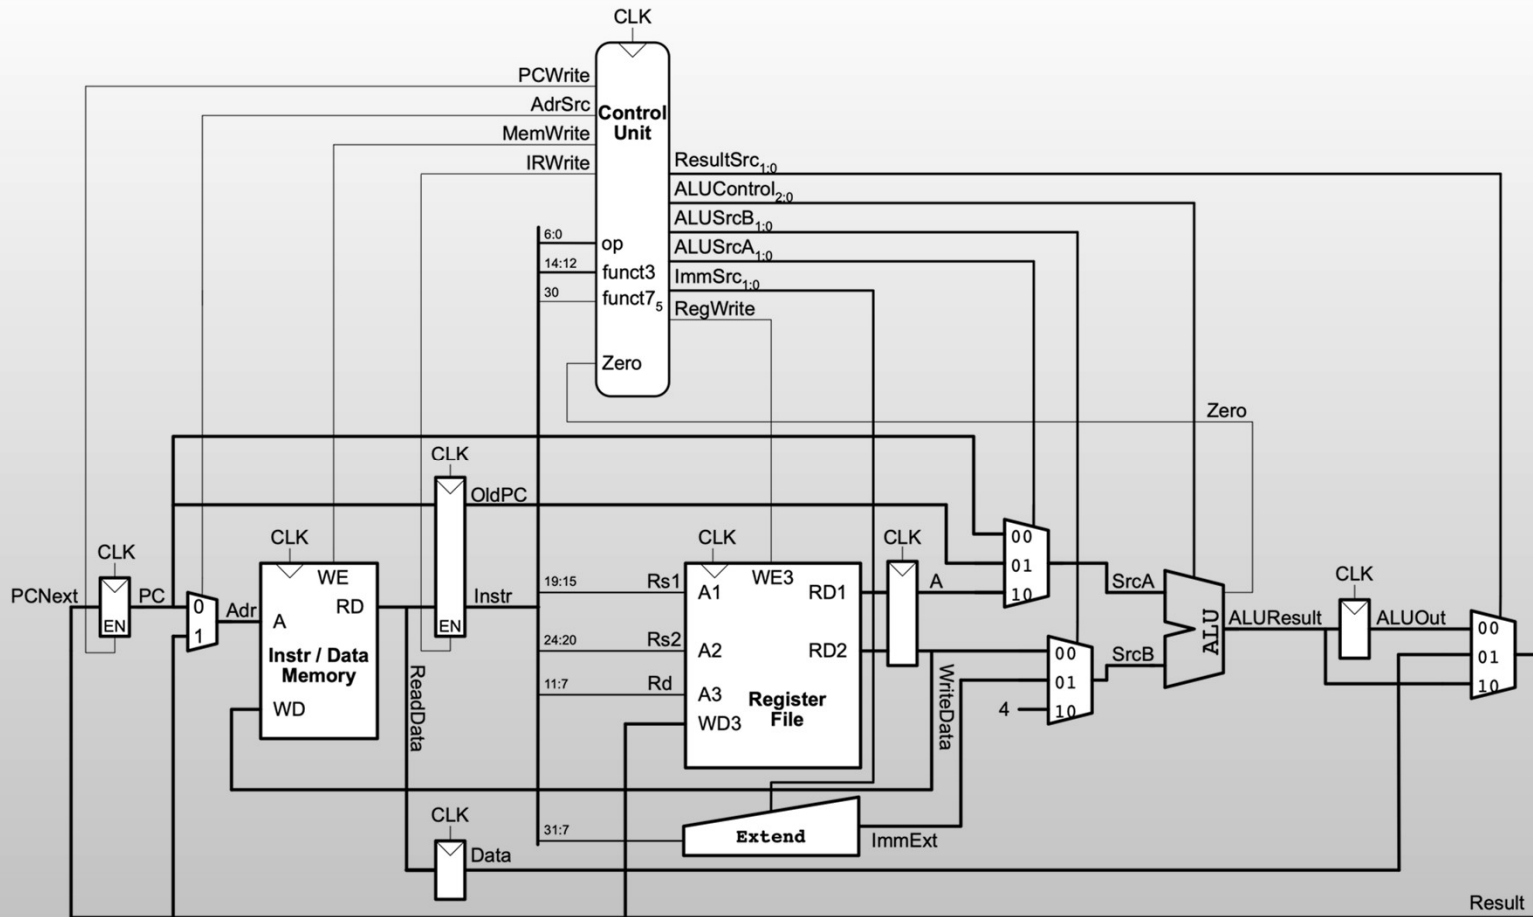 CLK
PCWrite
AdrSrc
MemWrite
IRWrite
Control
Unit
ResultSrc1:0
ALUControl2:0
ALUSrcB1:0
ALUSrcA1:0
ImmSrc1:0
RegWrite
6:0
op
14:12
funct3
30
funct75
Zero
Zero
CLK
OldPC
CLK
PCNext
PC
EN
0
1
Adr
CLK
WE
A
RD
Instr / Data
Memory
WD
EN
Instr
ReadData
19:15
Rs1
24:20
Rs2
11:7
Rd
31:7
CLK
WE3
A1
RD1
A2
RD2
A3
WD3
Register
File
CLK
A
WriteData
00
01
10
SrcA
00
01
10
4
SrcB
ALU
ALUResult
CLK
ALUOut
00
01
10
Extend
ImmExt
CLK
Data
Result